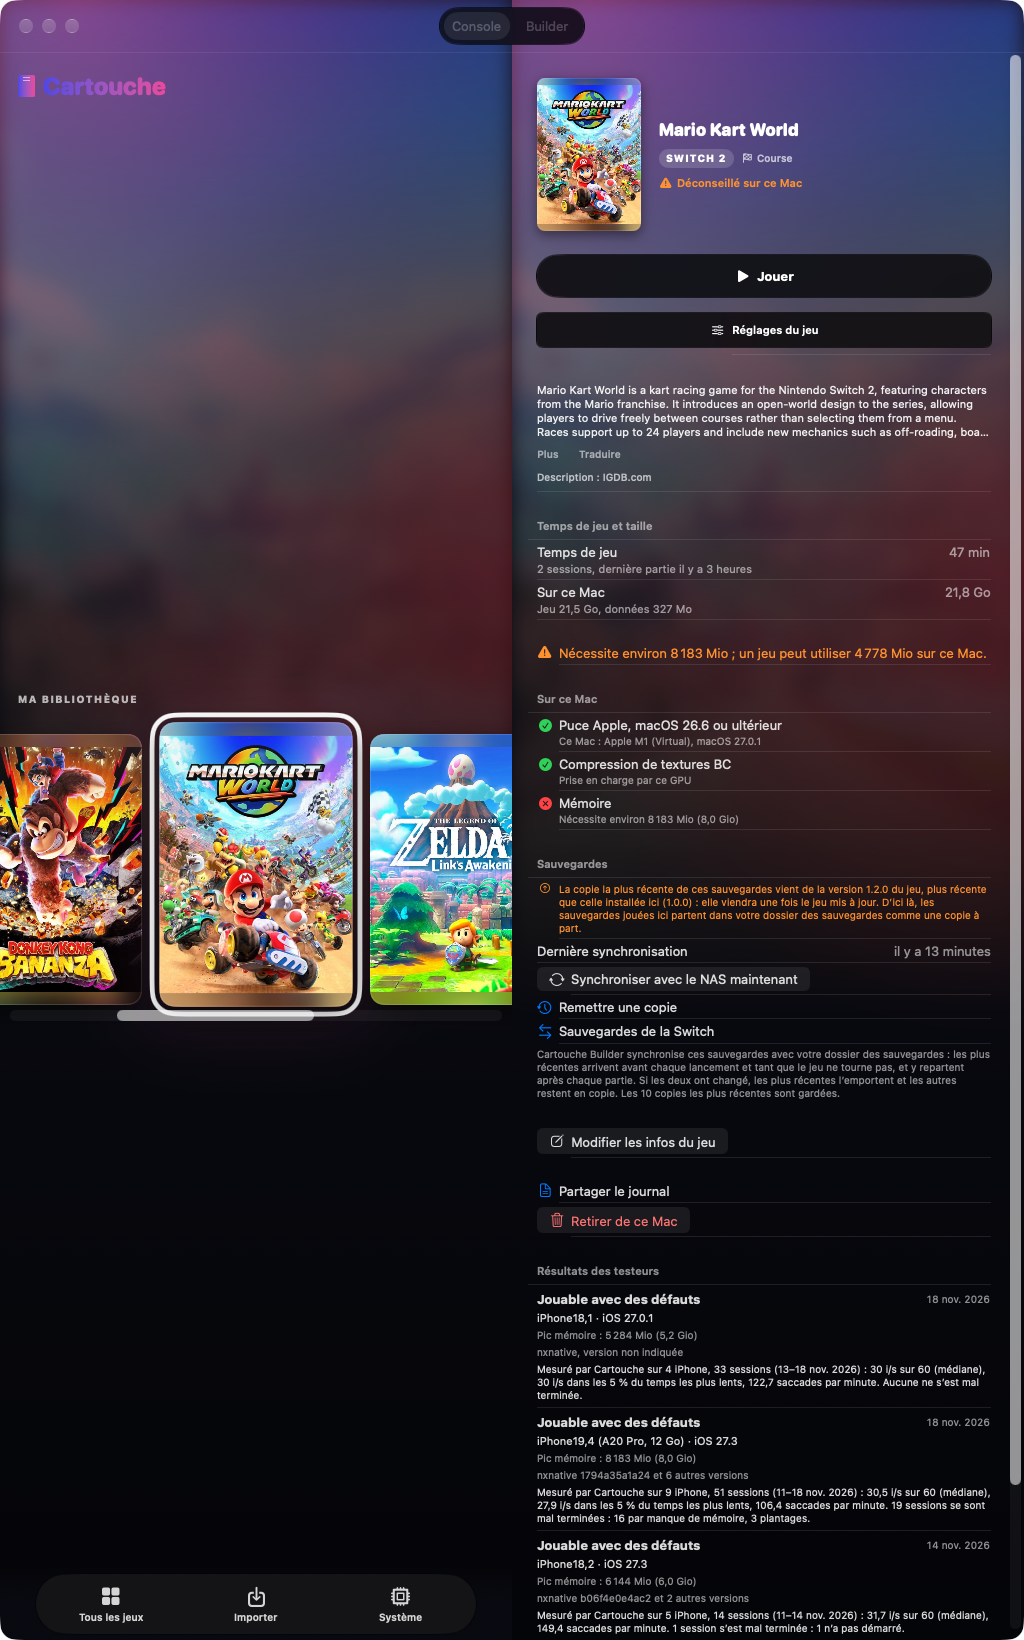 Console
Builder
Cartouche
MARIO KART
WORLD
Mario Kart World
SWITCH 2
Course
Déconseillé sur ce Mac
Jouer
Réglages du jeu
Mario Kart World is a kart racing game for the Nintendo Switch 2, featuring characters
from the Mario franchise. It introduces an open-world design to the series, allowing
players to drive freely between courses rather than selecting them from a menu.
Races support up to 24 players and include new mechanics such as off-roading, boa…
Plus
Traduire
Description : IGDB.com
Temps de jeu et taille
Temps de jeu
47 min
2 sessions, dernière partie il y a 3 heures
Sur ce Mac
21,8 Go
Jeu 21,5 Go, données 327 Mo
Nécessite environ 8 183 Mio ; un jeu peut utiliser 4 778 Mio sur ce Mac.
MA BIBLIOTHÈQUE
DONKEY KONG
BANANZA
MARIO KART
WORLD
THE LEGEND OF
ZELDA
Link's Awakeni
Sur ce Mac
Puce Apple, macOS 26.6 ou ultérieur
Ce Mac : Apple M1 (Virtual), macOS 27.0.1
Compression de textures BC
Prise en charge par ce GPU
Mémoire
Nécessite environ 8 183 Mio (8,0 Gio)
Sauvegardes
La copie la plus récente de ces sauvegardes vient de la version 1.2.0 du jeu, plus récente
que celle installée ici (1.0.0) : elle viendra une fois le jeu mis à jour. D’ici là, les
sauvegardes jouées ici partent dans votre dossier des sauvegardes comme une copie à
part.
Dernière synchronisation
il y a 13 minutes
Synchroniser avec le NAS maintenant
Remettre une copie
Sauvegardes de la Switch
Cartouche Builder synchronise ces sauvegardes avec votre dossier des sauvegardes : les plus
récentes arrivent avant chaque lancement et tant que le jeu ne tourne pas, et y repartent
après chaque partie. Si les deux ont changé, les plus récentes l’emportent et les autres
restent en copie. Les 10 copies les plus récentes sont gardées.
Modifier les infos du jeu
Partager le journal
Retirer de ce Mac
Résultats des testeurs
Jouable avec des défauts
18 nov. 2026
iPhone18,1 · iOS 27.0.1
Pic mémoire : 5 284 Mio (5,2 Gio)
nxnative, version non indiquée
Mesuré par Cartouche sur 4 iPhone, 33 sessions (13–18 nov. 2026) : 30 i/s sur 60 (médiane),
30 i/s dans les 5 % du temps les plus lents, 122,7 saccades par minute. Aucune ne s’est mal
terminée.
Jouable avec des défauts
18 nov. 2026
iPhone19,4 (A20 Pro, 12 Go) · iOS 27.3
Pic mémoire : 8 183 Mio (8,0 Gio)
nxnative 1794a35a1a24 et 6 autres versions
Mesuré par Cartouche sur 9 iPhone, 51 sessions (11–18 nov. 2026) : 30,5 i/s sur 60 (médiane),
27,9 i/s dans les 5 % du temps les plus lents, 106,4 saccades par minute. 19 sessions se sont
mal terminées : 16 par manque de mémoire, 3 plantages.
Jouable avec des défauts
14 nov. 2026
iPhone18,2 · iOS 27.3
Pic mémoire : 6 144 Mio (6,0 Gio)
nxnative b06f4e0e4ac2 et 2 autres versions
Mesuré par Cartouche sur 5 iPhone, 14 sessions (11–14 nov. 2026) : 31,7 i/s sur 60 (médiane),
149,4 saccades par minute. 1 session s’est mal terminée : 1 n’a pas démarré.
Tous les jeux
Importer
Système